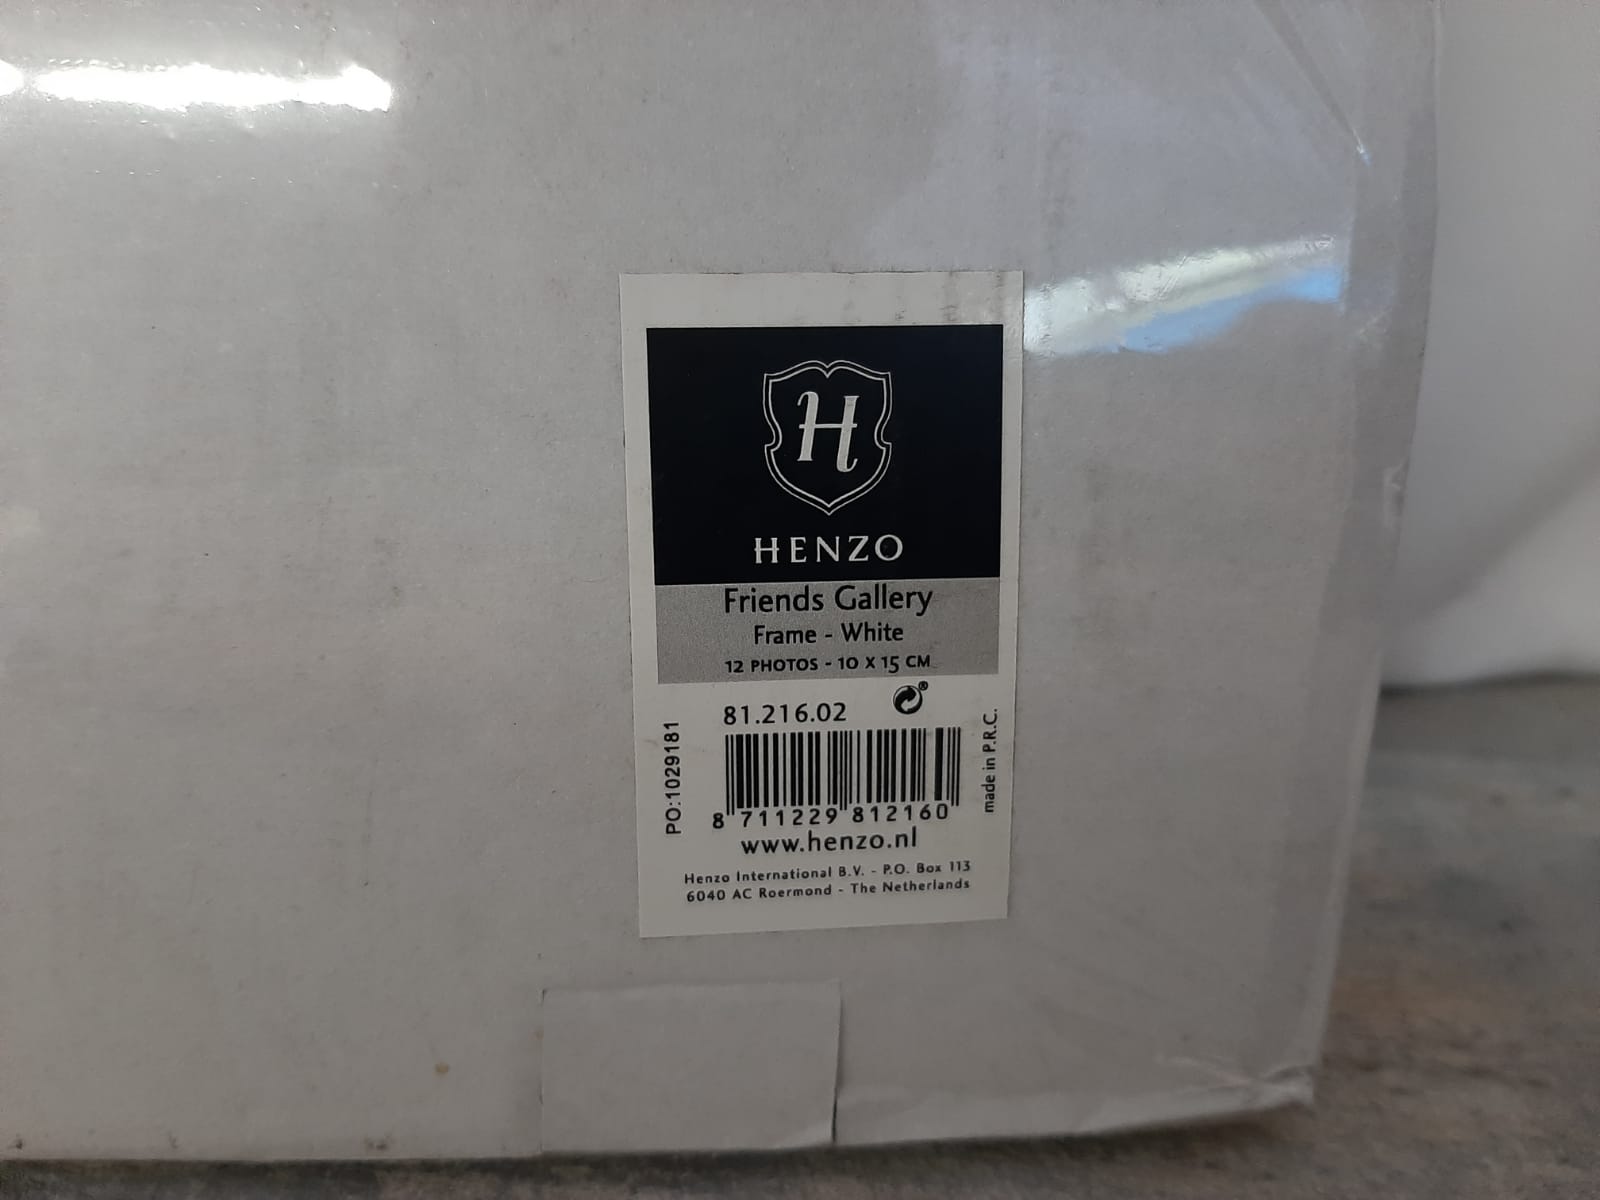 H
HENZO
Friends Gallery
Frame - White
12 PHOTOS - 10 X 15 CM
81.216.02
PO:1029181
made in P.R.C.
8 711229 812160
www.henzo.nl
Henzo International B.V. - P.O. Box 113
6040 AC Roermond - The Netherlands